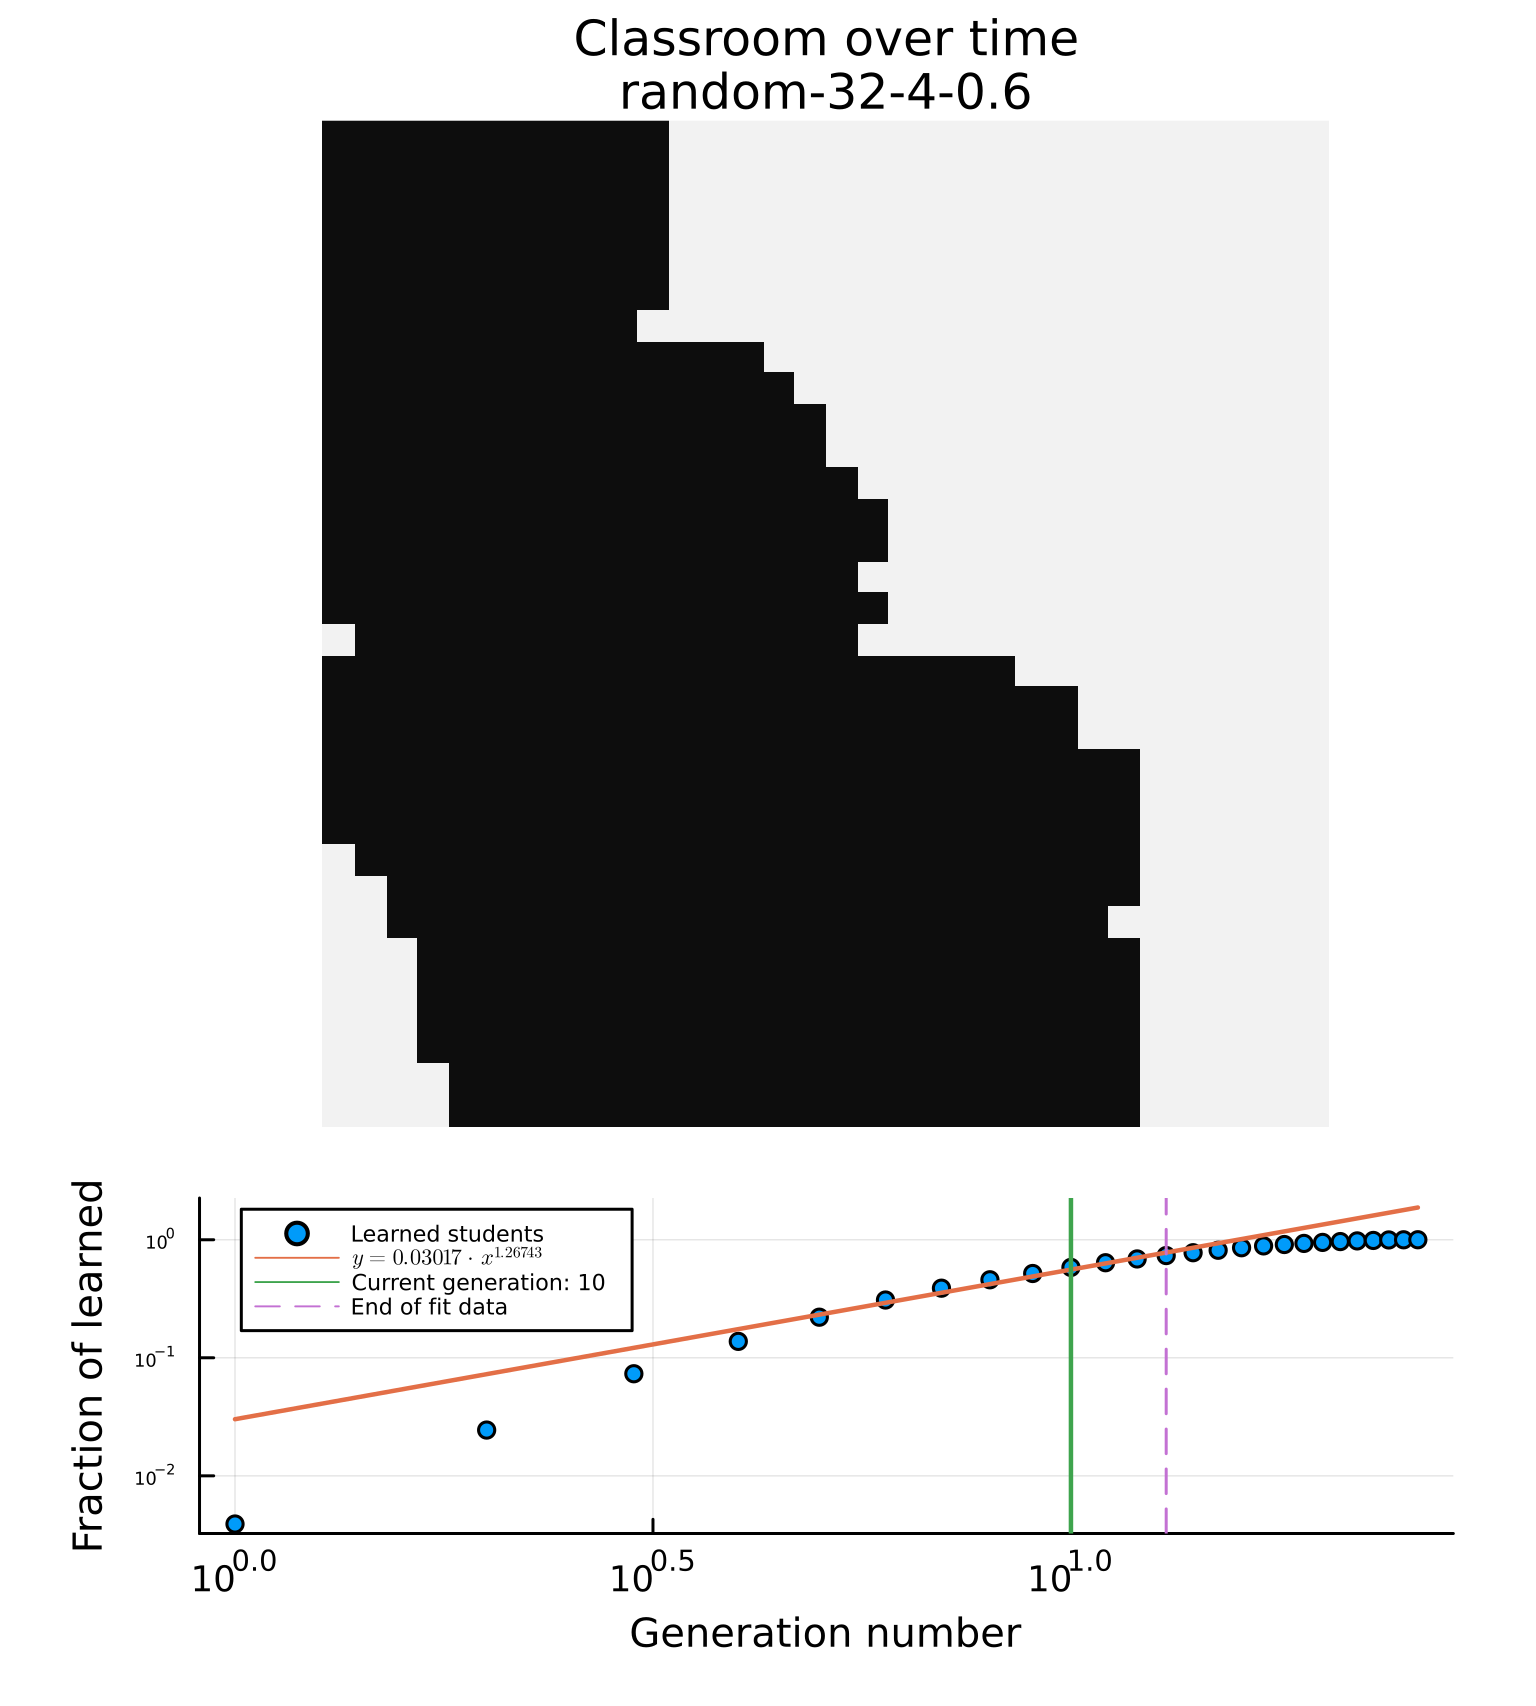 Classroom over time
random-32-4-0.6
Fraction of learned
10⁰
10⁻¹
10⁻²
Learned students
y = 0.03017 · x^1.26743
Current generation: 10
End of fit data
10^0.0
10^0.5
10^1.0
Generation number